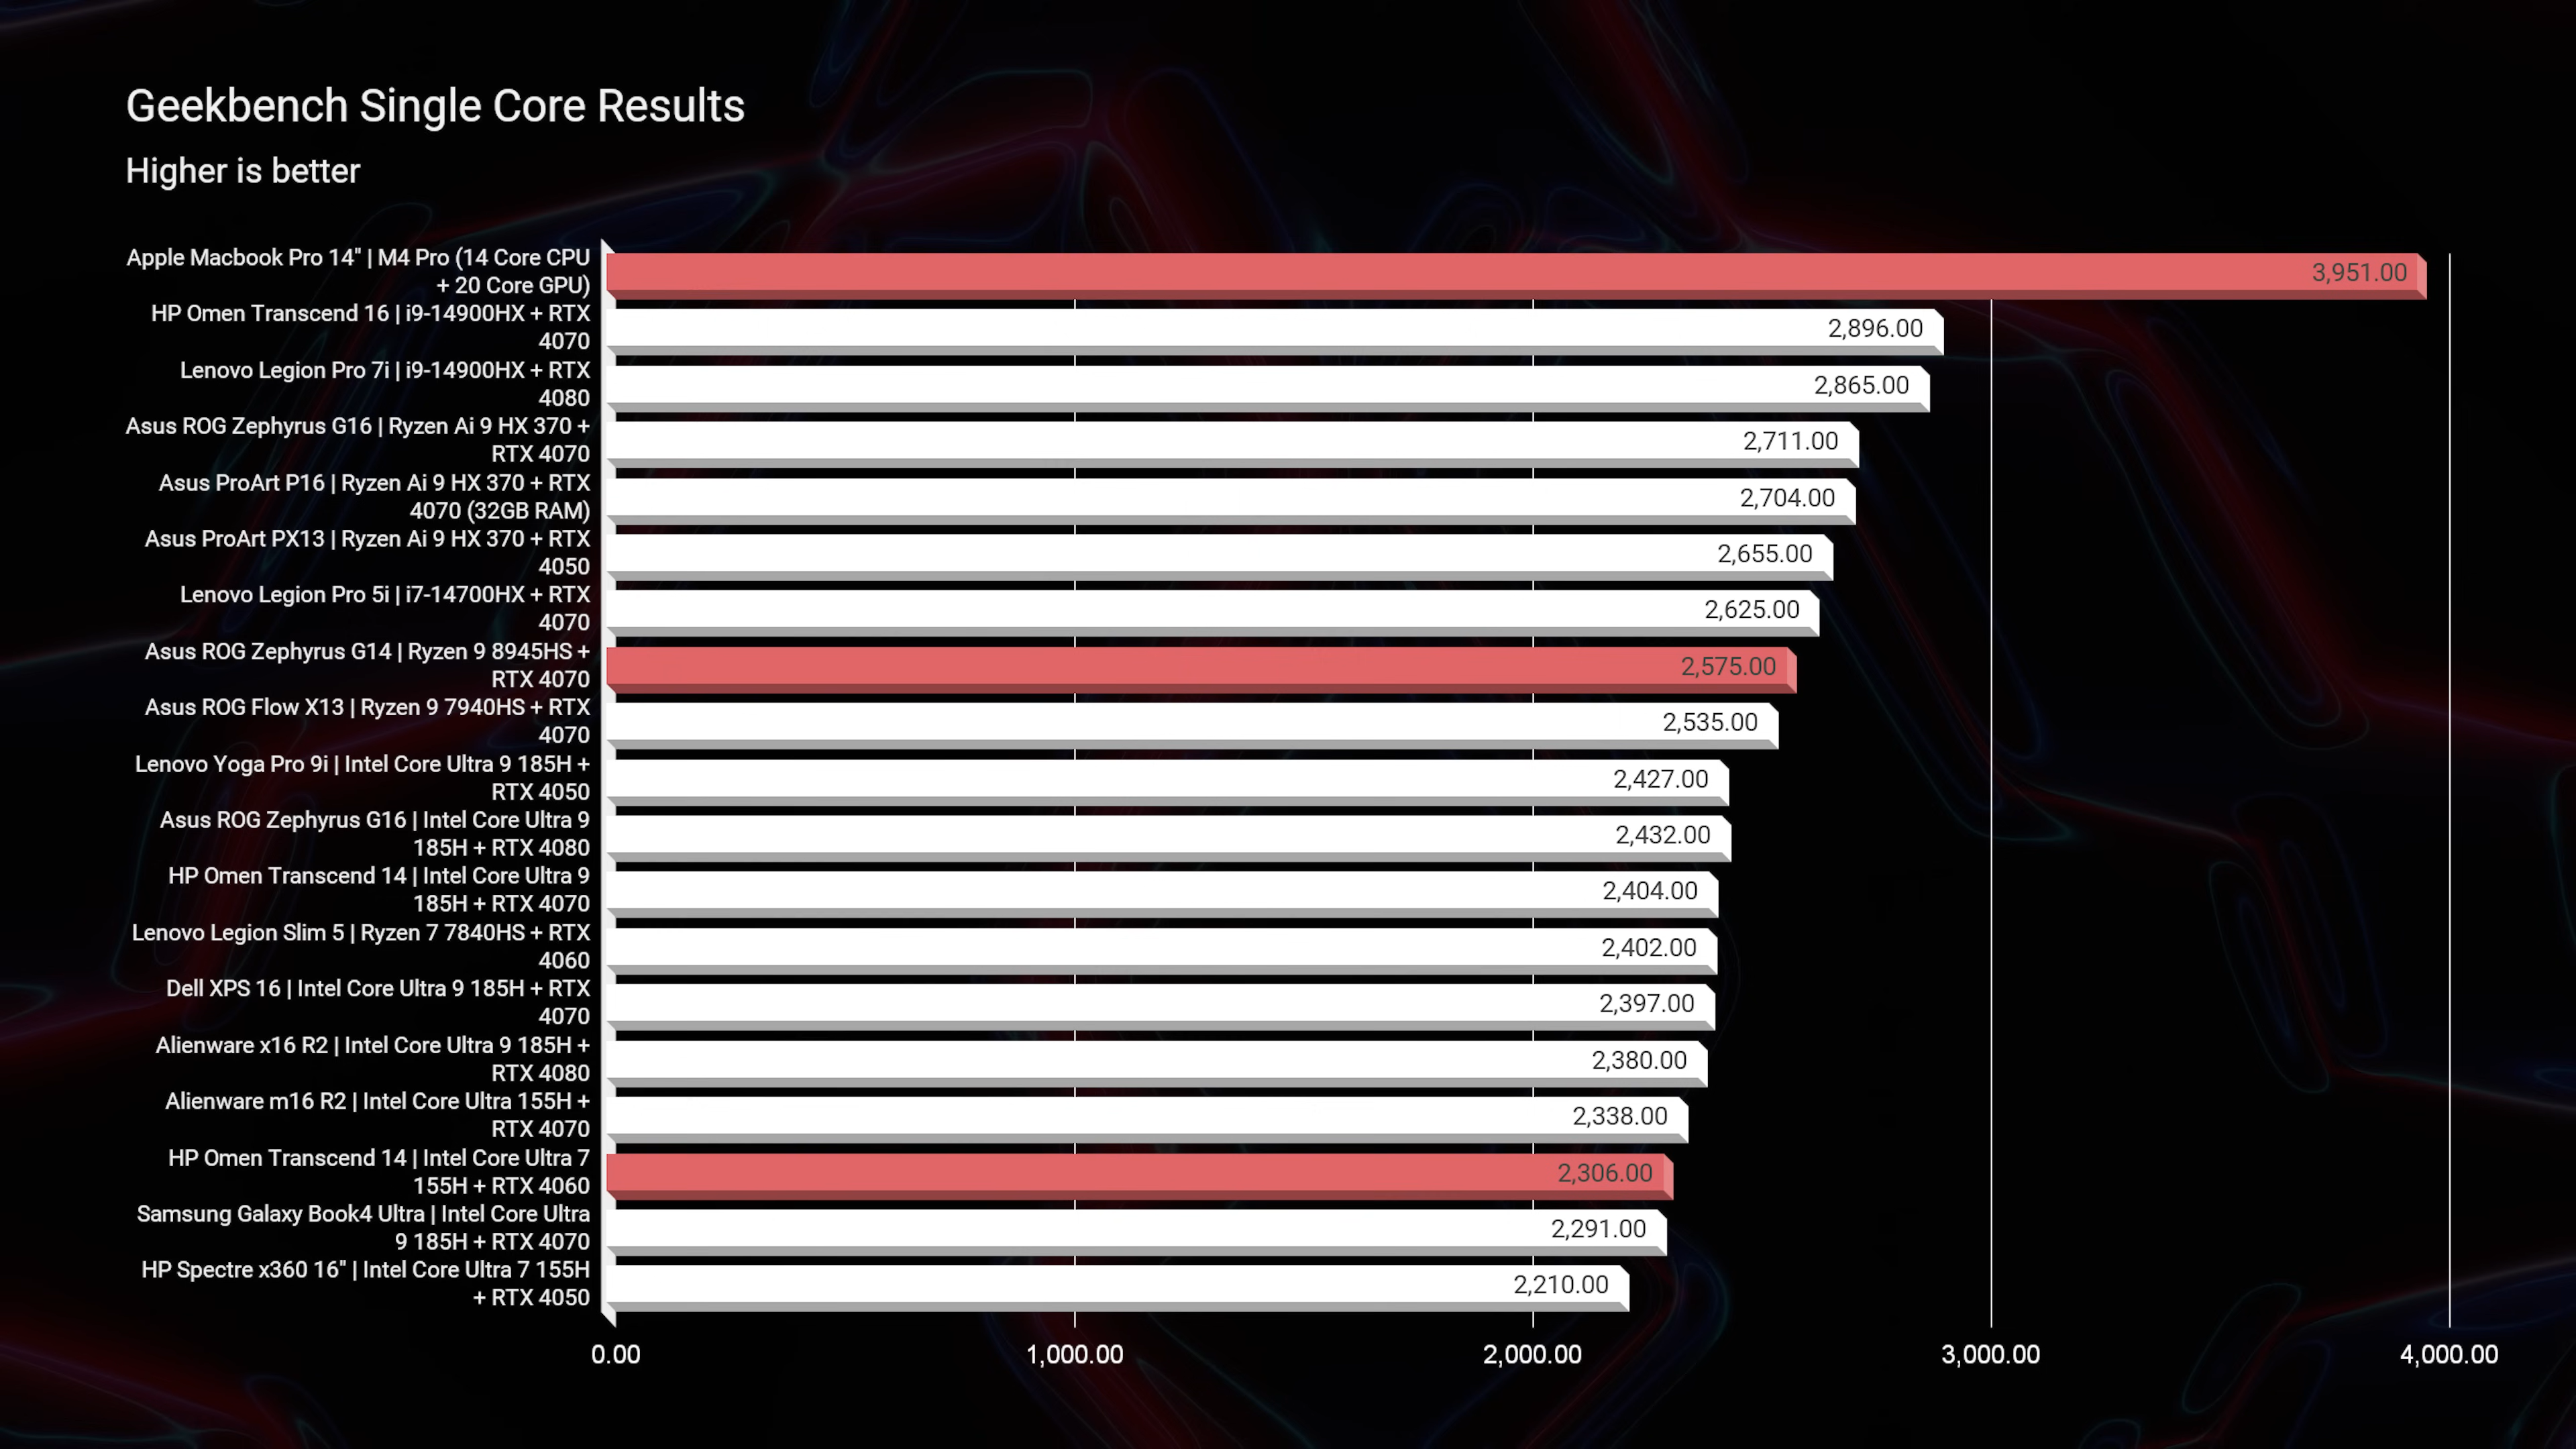 Geekbench Single Core Results
Higher is better
Apple Macbook Pro 14" | M4 Pro (14 Core CPU
+ 20 Core GPU)
3,951.00
HP Omen Transcend 16 | i9-14900HX + RTX
4070
2,896.00
Lenovo Legion Pro 7i | i9-14900HX + RTX
4080
2,865.00
Asus ROG Zephyrus G16 | Ryzen Ai 9 HX 370 +
RTX 4070
2,711.00
Asus ProArt P16 | Ryzen Ai 9 HX 370 + RTX
4070 (32GB RAM)
2,704.00
Asus ProArt PX13 | Ryzen Ai 9 HX 370 + RTX
4050
2,655.00
Lenovo Legion Pro 5i | i7-14700HX + RTX
4070
2,625.00
Asus ROG Zephyrus G14 | Ryzen 9 8945HS +
RTX 4070
2,575.00
Asus ROG Flow X13 | Ryzen 9 7940HS + RTX
4070
2,535.00
Lenovo Yoga Pro 9i | Intel Core Ultra 9 185H +
RTX 4050
2,427.00
Asus ROG Zephyrus G16 | Intel Core Ultra 9
185H + RTX 4080
2,432.00
HP Omen Transcend 14 | Intel Core Ultra 9
185H + RTX 4070
2,404.00
Lenovo Legion Slim 5 | Ryzen 7 7840HS + RTX
4060
2,402.00
Dell XPS 16 | Intel Core Ultra 9 185H + RTX
4070
2,397.00
Alienware x16 R2 | Intel Core Ultra 9 185H +
RTX 4080
2,380.00
Alienware m16 R2 | Intel Core Ultra 155H +
RTX 4070
2,338.00
HP Omen Transcend 14 | Intel Core Ultra 7
155H + RTX 4060
2,306.00
Samsung Galaxy Book4 Ultra | Intel Core Ultra
9 185H + RTX 4070
2,291.00
HP Spectre x360 16" | Intel Core Ultra 7 155H
+ RTX 4050
2,210.00
0.00 1,000.00 2,000.00 3,000.00 4,000.00